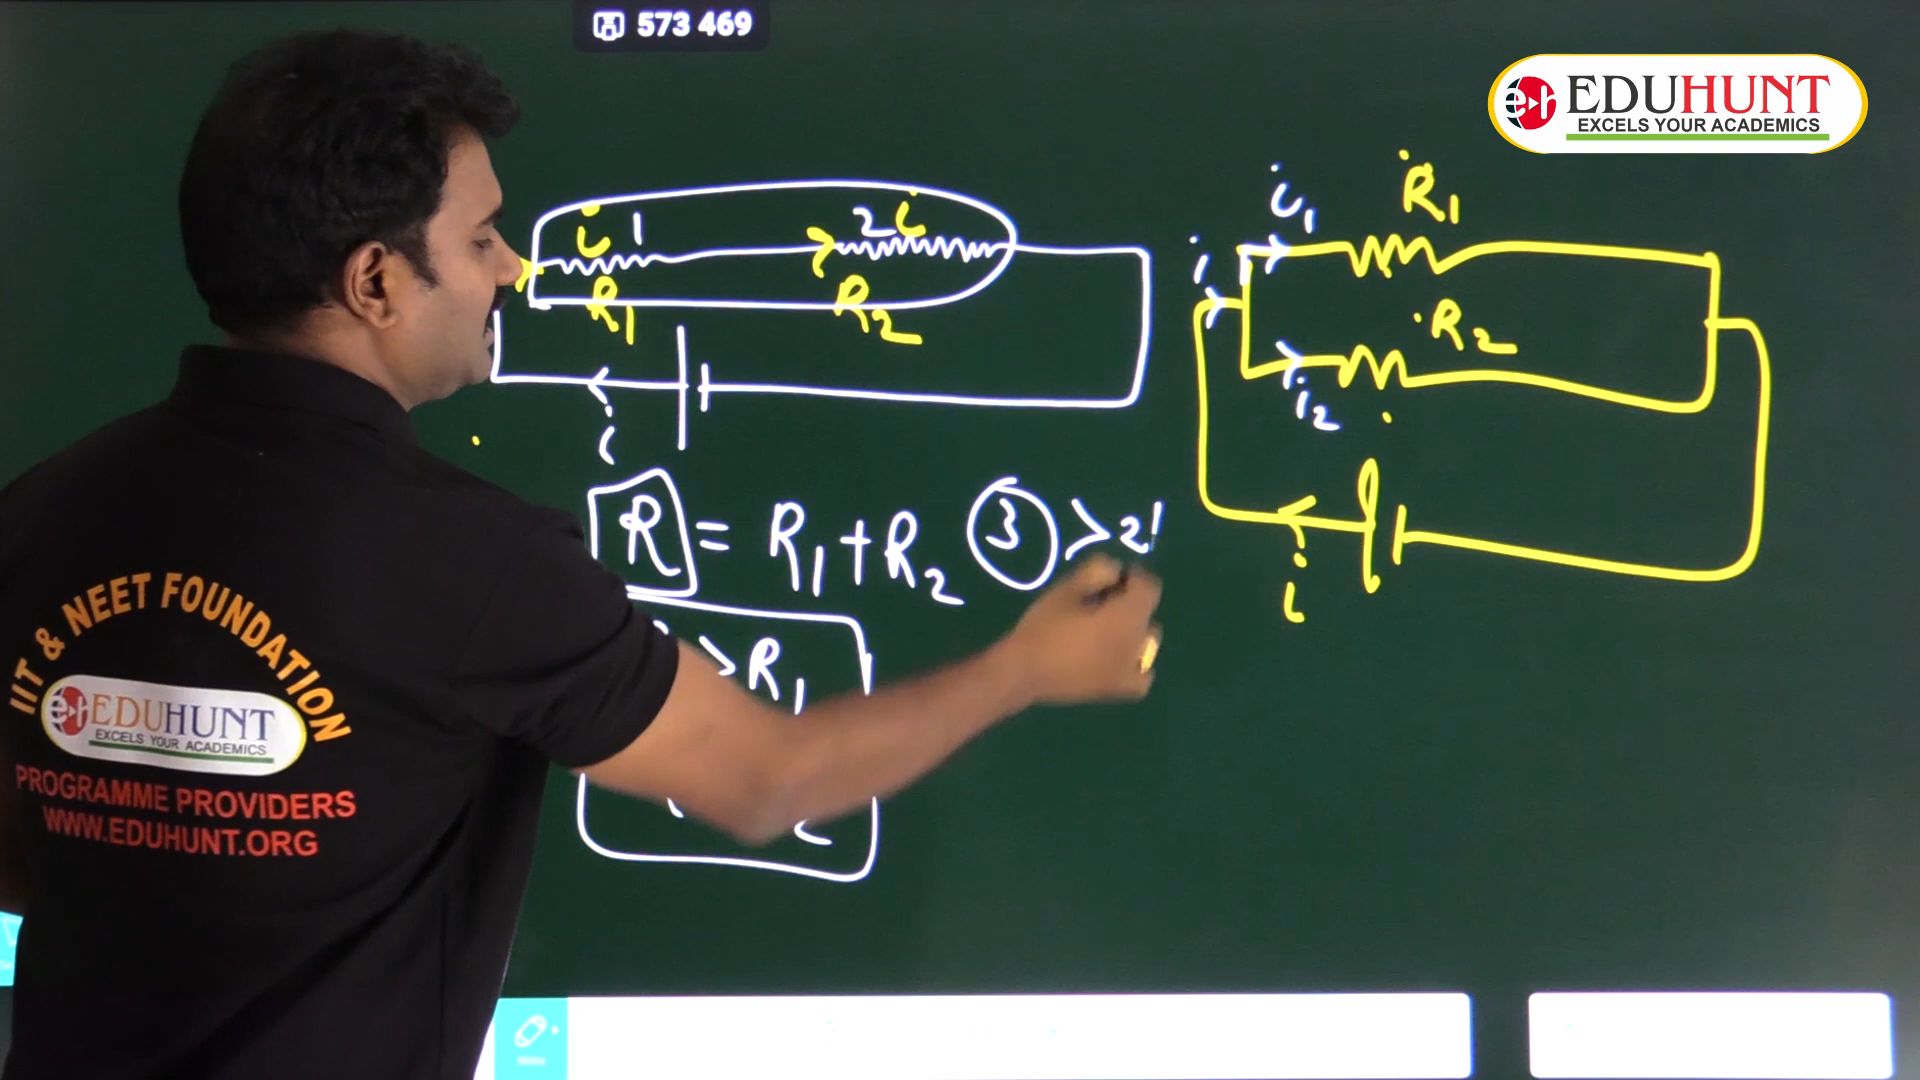 573 469
EDUHUNT
EXCELS YOUR ACADEMICS
i 1
2 i
R1
R2
i
R = R1 + R2 3 > 2 1
> R1
i1
R1
i
R2
i2
i
IIT & NEET FOUNDATION
EDUHUNT
EXCELS YOUR ACADEMICS
PROGRAMME PROVIDERS
WWW.EDUHUNT.ORG